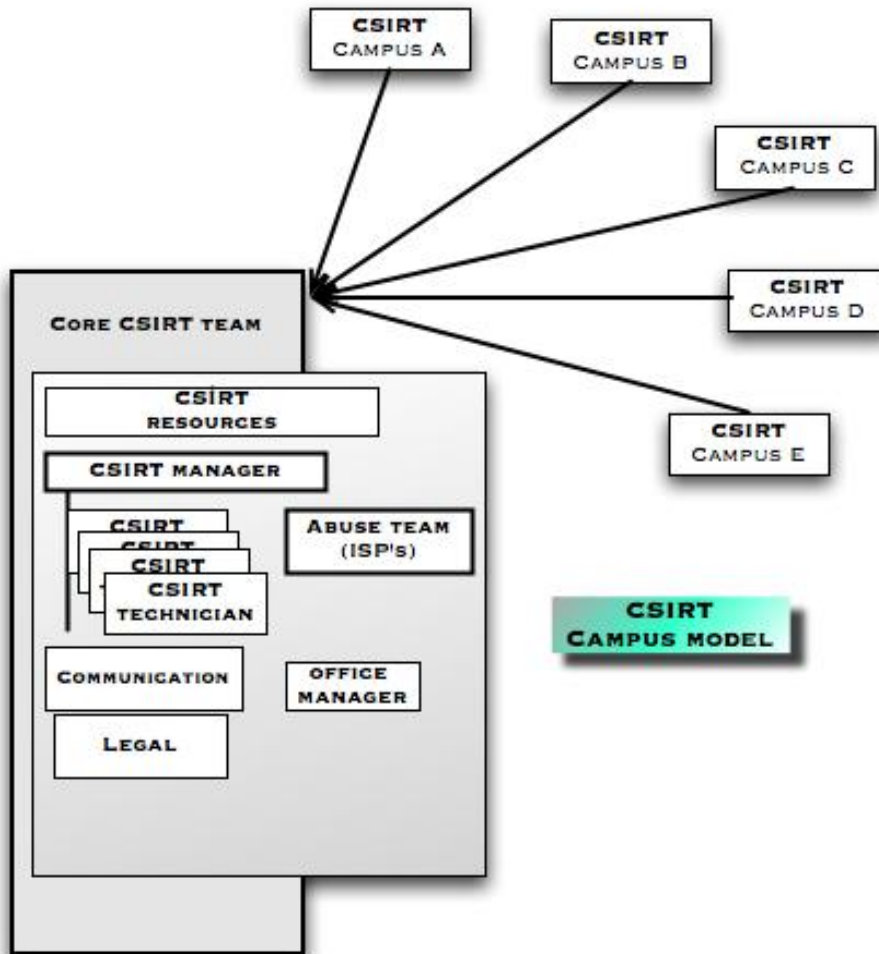 CSIRT
CAMPUS A
CSIRT
CAMPUS B
CSIRT
CAMPUS C
CSIRT
CAMPUS D
CSIRT
CAMPUS E
CORE CSIRT TEAM
CSIRT
RESOURCES
CSIRT MANAGER
CSIRT
CSIRT
CSIRT
CSIRT
TECHNICIAN
ABUSE TEAM
(ISP'S)
COMMUNICATION
OFFICE
MANAGER
LEGAL
CSIRT
CAMPUS MODEL